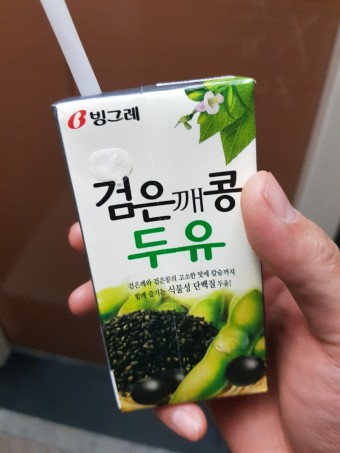 빙그레
검은깨콩
두유
검은깨와 검은콩의 고소한 맛에 칼슘까지
함께 즐기는 식물성 단백질 두유!